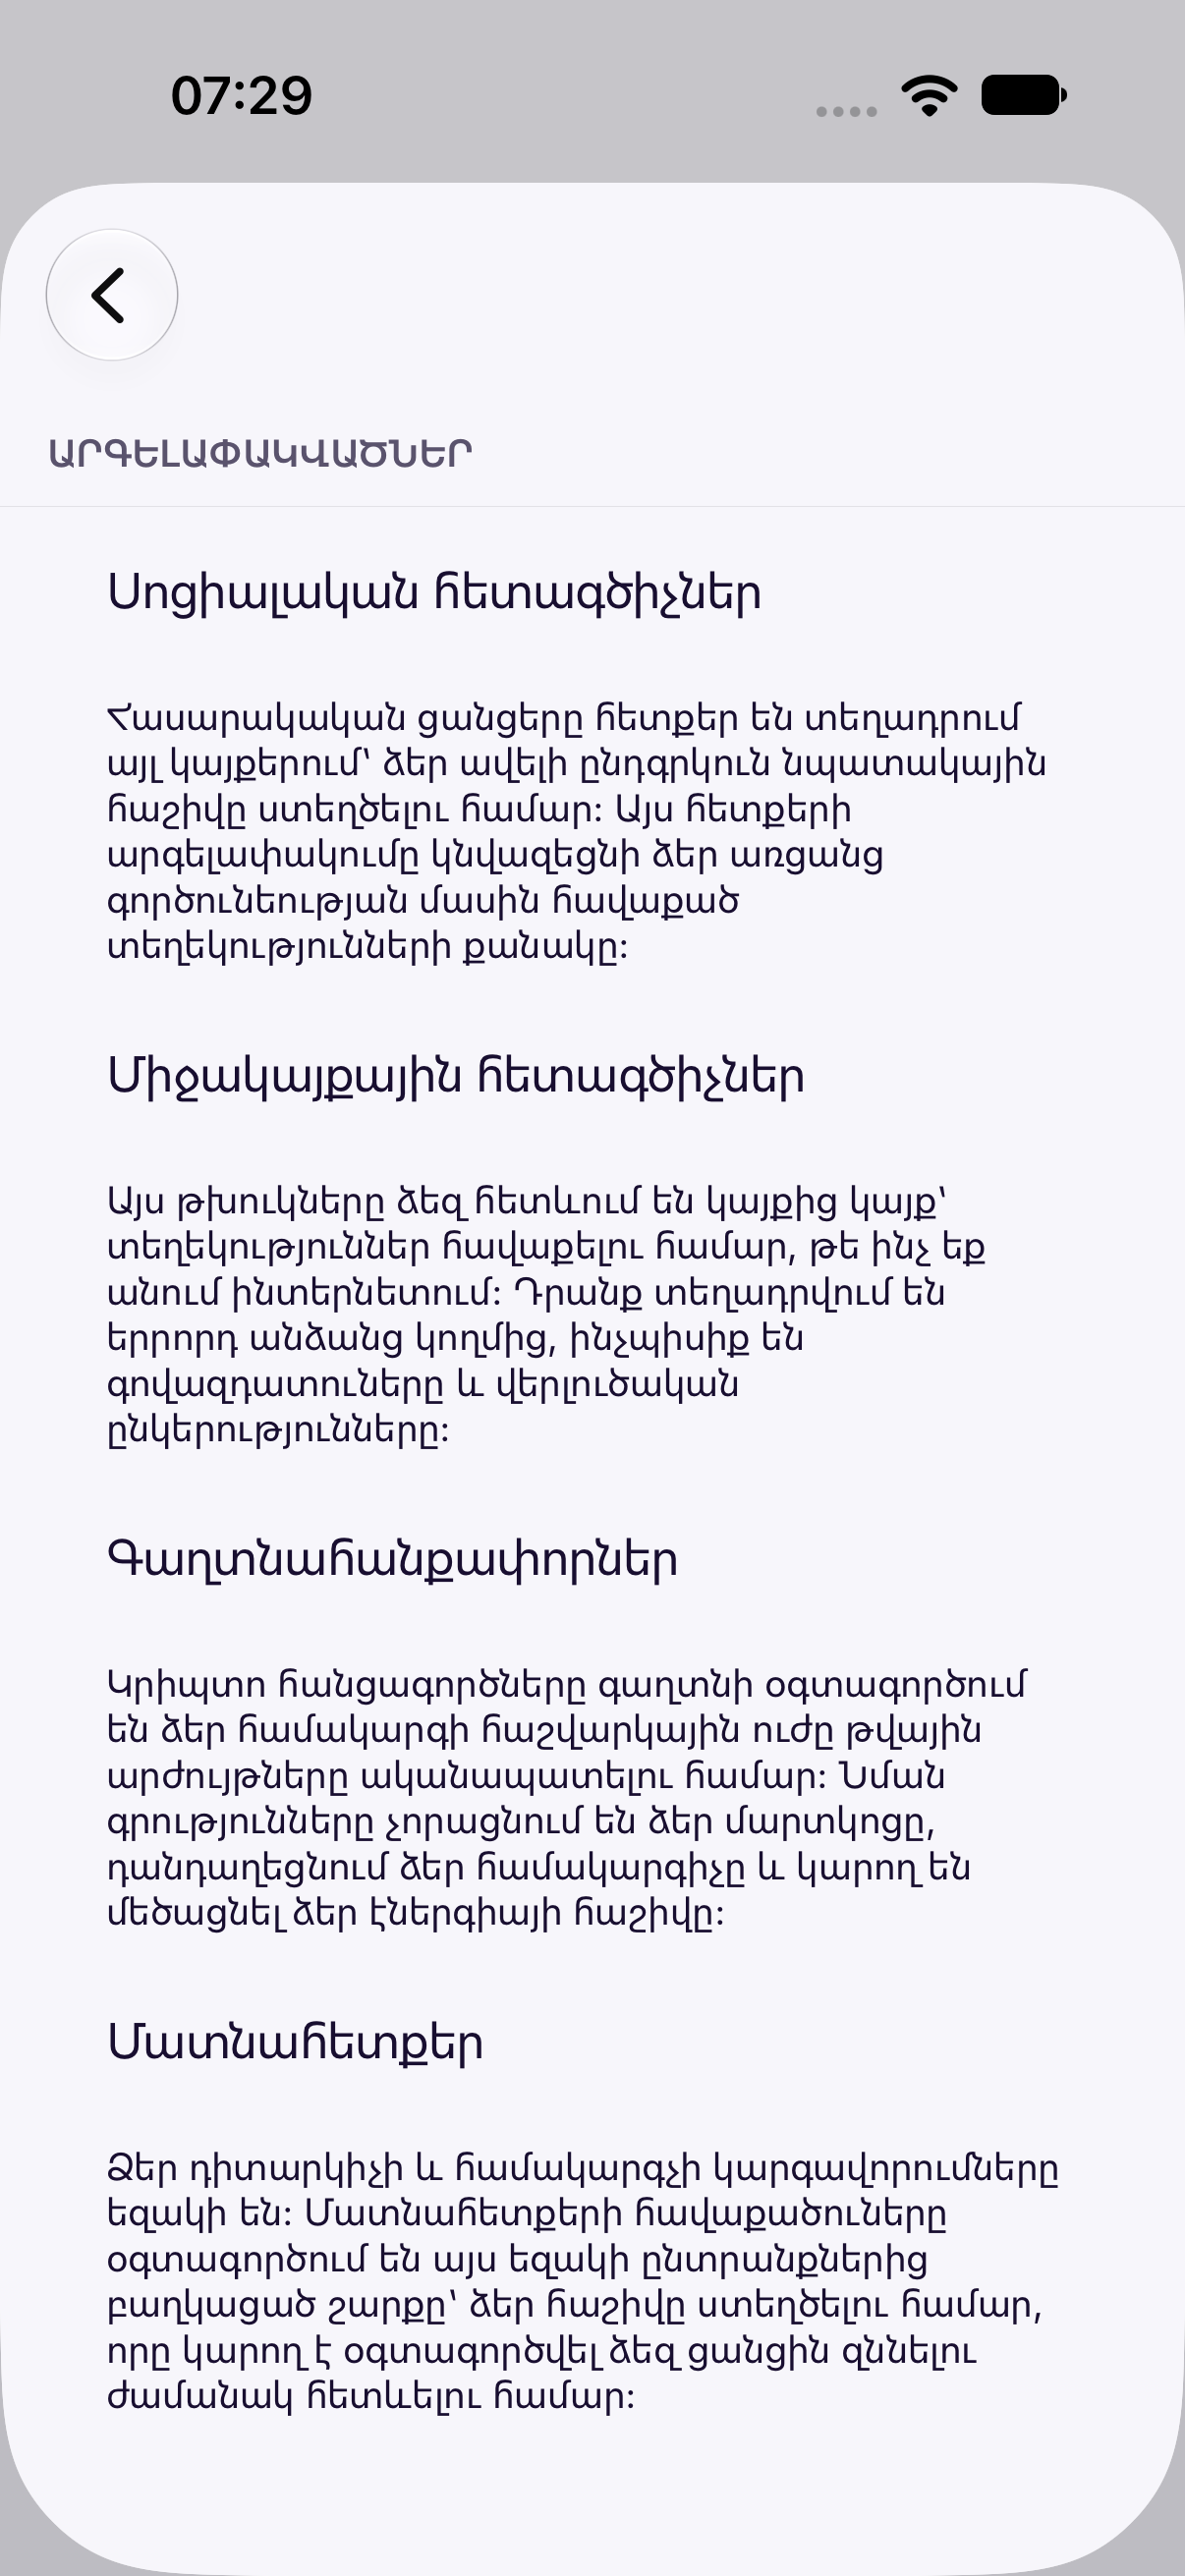 07:29
ԱՐԳԵԼԱՓԱԿՎԱԾՆԵՐ
Սոցիալական հետագծիչներ
Հասարակական ցանցերը հետքեր են տեղադրում
այլ կայքերում՝ ձեր ավելի ընդգրկուն նպատակային
հաշիվը ստեղծելու համար: Այս հետքերի
արգելափակումը կնվազեցնի ձեր առցանց
գործունեության մասին հավաքած
տեղեկությունների քանակը:
Միջակայքային հետագծիչներ
Այս թխուկները ձեզ հետևում են կայքից կայք՝
տեղեկություններ հավաքելու համար, թե ինչ եք
անում ինտերնետում: Դրանք տեղադրվում են
երրորդ անձանց կողմից, ինչպիսիք են
գովազդատուները և վերլուծական
ընկերությունները:
Գաղտնահանքափորներ
Կրիպտո հանցագործները գաղտնի օգտագործում
են ձեր համակարգի հաշվարկային ուժը թվային
արժույթները ականապատելու համար: Նման
գրությունները չորացնում են ձեր մարտկոցը,
դանդաղեցնում ձեր համակարգիչը և կարող են
մեծացնել ձեր էներգիայի հաշիվը:
Մատնահետքեր
Ձեր դիտարկիչի և համակարգչի կարգավորումները
եզակի են: Մատնահետքերի հավաքածուները
օգտագործում են այս եզակի ընտրանքներից
բաղկացած շարքը՝ ձեր հաշիվը ստեղծելու համար,
որը կարող է օգտագործվել ձեզ ցանցին զննելու
ժամանակ հետևելու համար: